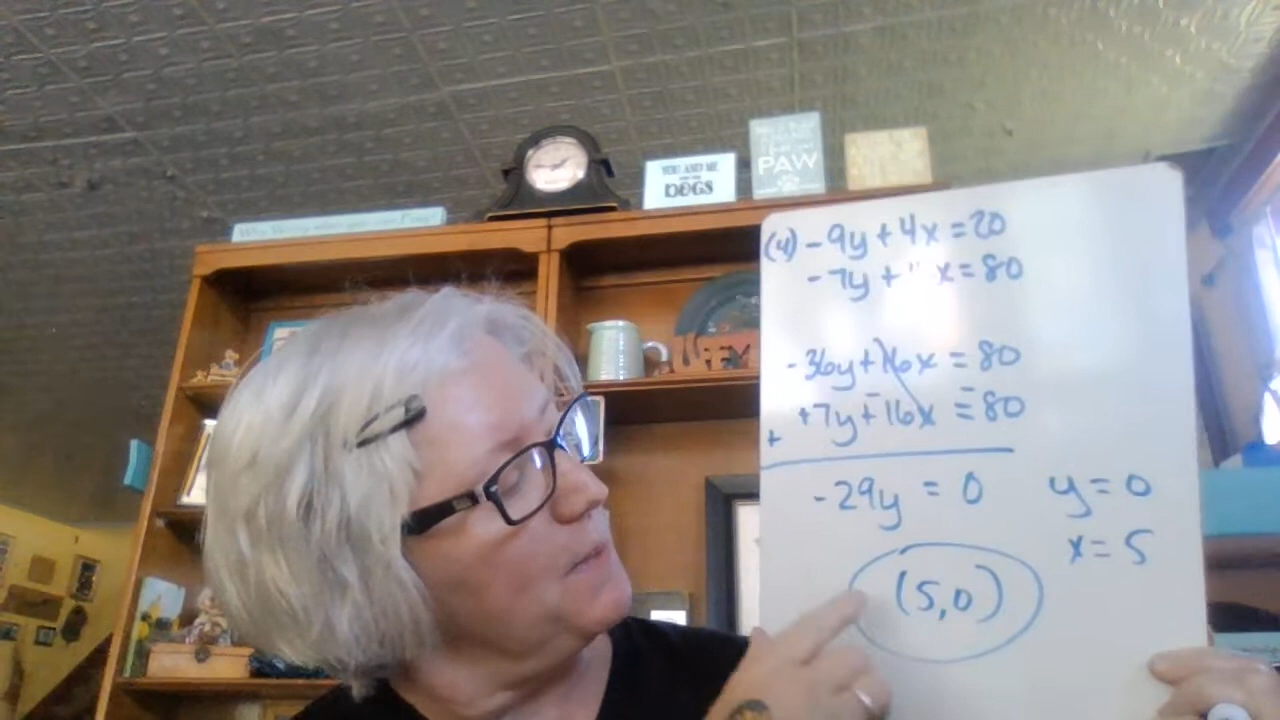 YOU AND ME
DOGS
PAW
(4) -9y + 4x = 20
-7y + x = 80
-36y + 16x = 80
+ +7y + -16x = -80
-29y = 0
y = 0
x = 5
(5,0)